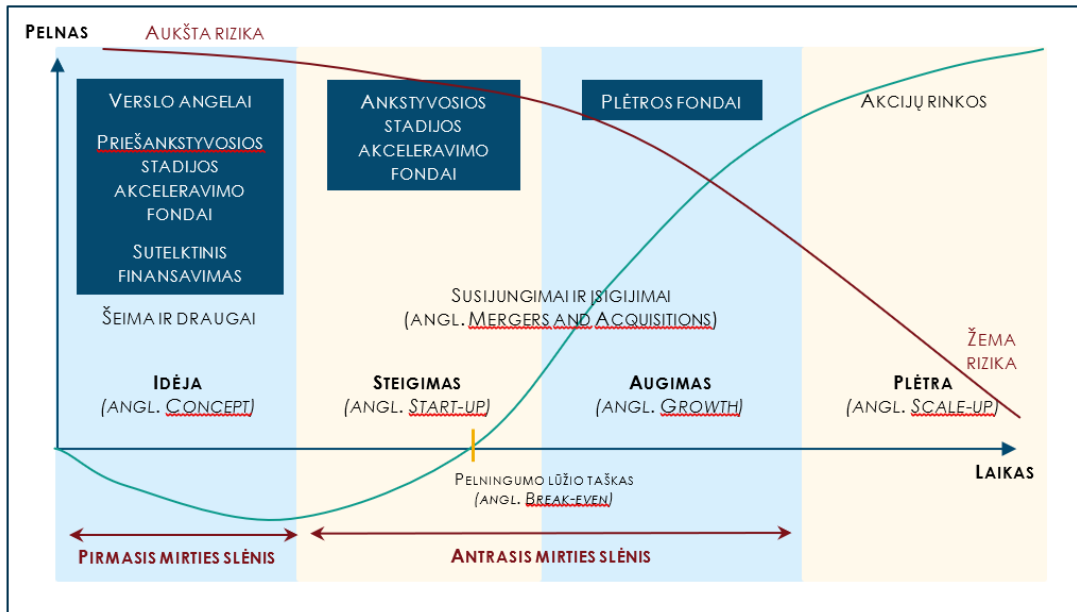 PELNAS
AUKŠTA RIZIKA
VERSLO ANGELAI
PRIEŠANKSTYVOSIOS
STADIJOS
AKCELERAVIMO
FONDAI
SUTELKTINIS
FINANSAVIMAS
ŠEIMA IR DRAUGAI
ANKSTYVOSIOS
STADIJOS
AKCELERAVIMO
FONDAI
PLĖTROS FONDAI
AKCIJŲ RINKOS
SUSIJUNGIMAI IR ĮSIGIJIMAI
(ANGL. MERGERS AND ACQUISITIONS)
ŽEMA
RIZIKA
IDĖJA
(ANGL. CONCEPT)
STEIGIMAS
(ANGL. START-UP)
AUGIMAS
(ANGL. GROWTH)
PLĖTRA
(ANGL. SCALE-UP)
LAIKAS
PELNINGUMO LŪŽIO TAŠKAS
(ANGL. BREAK-EVEN)
PIRMASIS MIRTIES SLĖNIS
ANTRASIS MIRTIES SLĖNIS